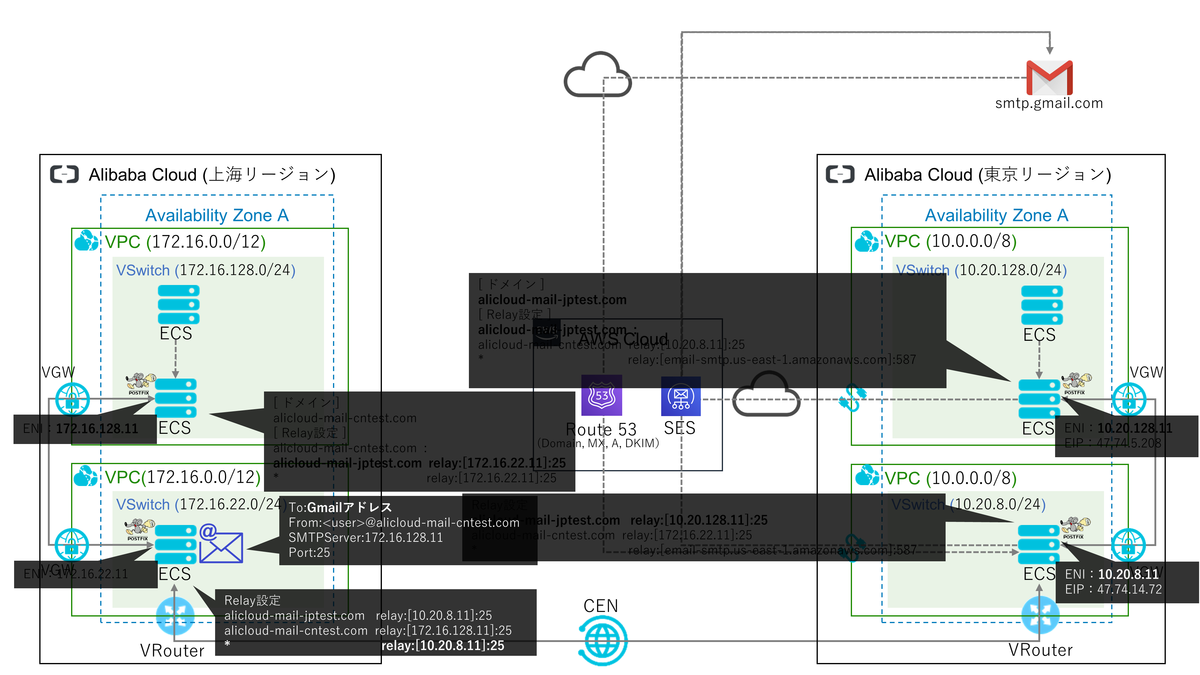 smtp.gmail.com
Alibaba Cloud (上海リージョン)
Availability Zone A
VPC (172.16.0.0/12)
VSwitch (172.16.128.0/24)
ECS
VGW
POSTFIX
ECS
ENI：172.16.128.11
[ ドメイン ]
alicloud-mail-cntest.com
[ Relay設定 ]
alicloud-mail-cntest.com :
alicloud-mail-jptest.com relay:[172.16.22.11]:25
* relay:[172.16.22.11]:25
VPC(172.16.0.0/12)
VSwitch (172.16.22.0/24)
POSTFIX
@
ECS
VGW
ENI：172.16.22.11
To:Gmailアドレス
From:<user>@alicloud-mail-cntest.com
SMTPServer:172.16.128.11
Port:25
Relay設定
alicloud-mail-jptest.com relay:[10.20.8.11]:25
alicloud-mail-cntest.com relay:[172.16.128.11]:25
* relay:[10.20.8.11]:25
VRouter
CEN
[ ドメイン ]
alicloud-mail-jptest.com
[ Relay設定 ]
alicloud-mail-jptest.com :
alicloud-mail-cntest.com relay:[10.20.8.11]:25
* relay:[email-smtp.us-east-1.amazonaws.com]:587
AWS Cloud
53
Route 53
(Domain, MX, A, DKIM)
SES
mail-jptest.com relay:[10.20.128.11]:25
relay:[172.16.22.11]:25
relay:[email-smtp.us-east-1.amazonaws.com]:587
Alibaba Cloud (東京リージョン)
Availability Zone A
VPC (10.0.0.0/8)
VSwitch (10.20.128.0/24)
ECS
VGW
POSTFIX
ECS
ENI：10.20.128.11
EIP：47.74.5.208
VPC (10.0.0.0/8)
VSwitch (10.20.8.0/24)
POSTFIX
ECS
VGW
ENI：10.20.8.11
EIP：47.74.14.72
VRouter